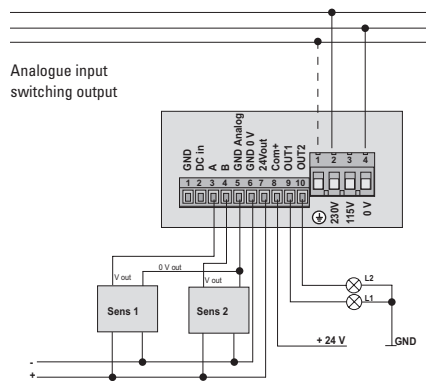 Analogue input
switching output
GND
DC in
A
B
GND Analog
GND 0 V
24Vout
Com+
OUT1
OUT2
1 2 3 4 5 6 7 8 9 10
1 2 3 4
230V
115V
0 V
0 V out
V out
V out
Sens 1
Sens 2
L2
L1
+ 24 V
GND
-
+